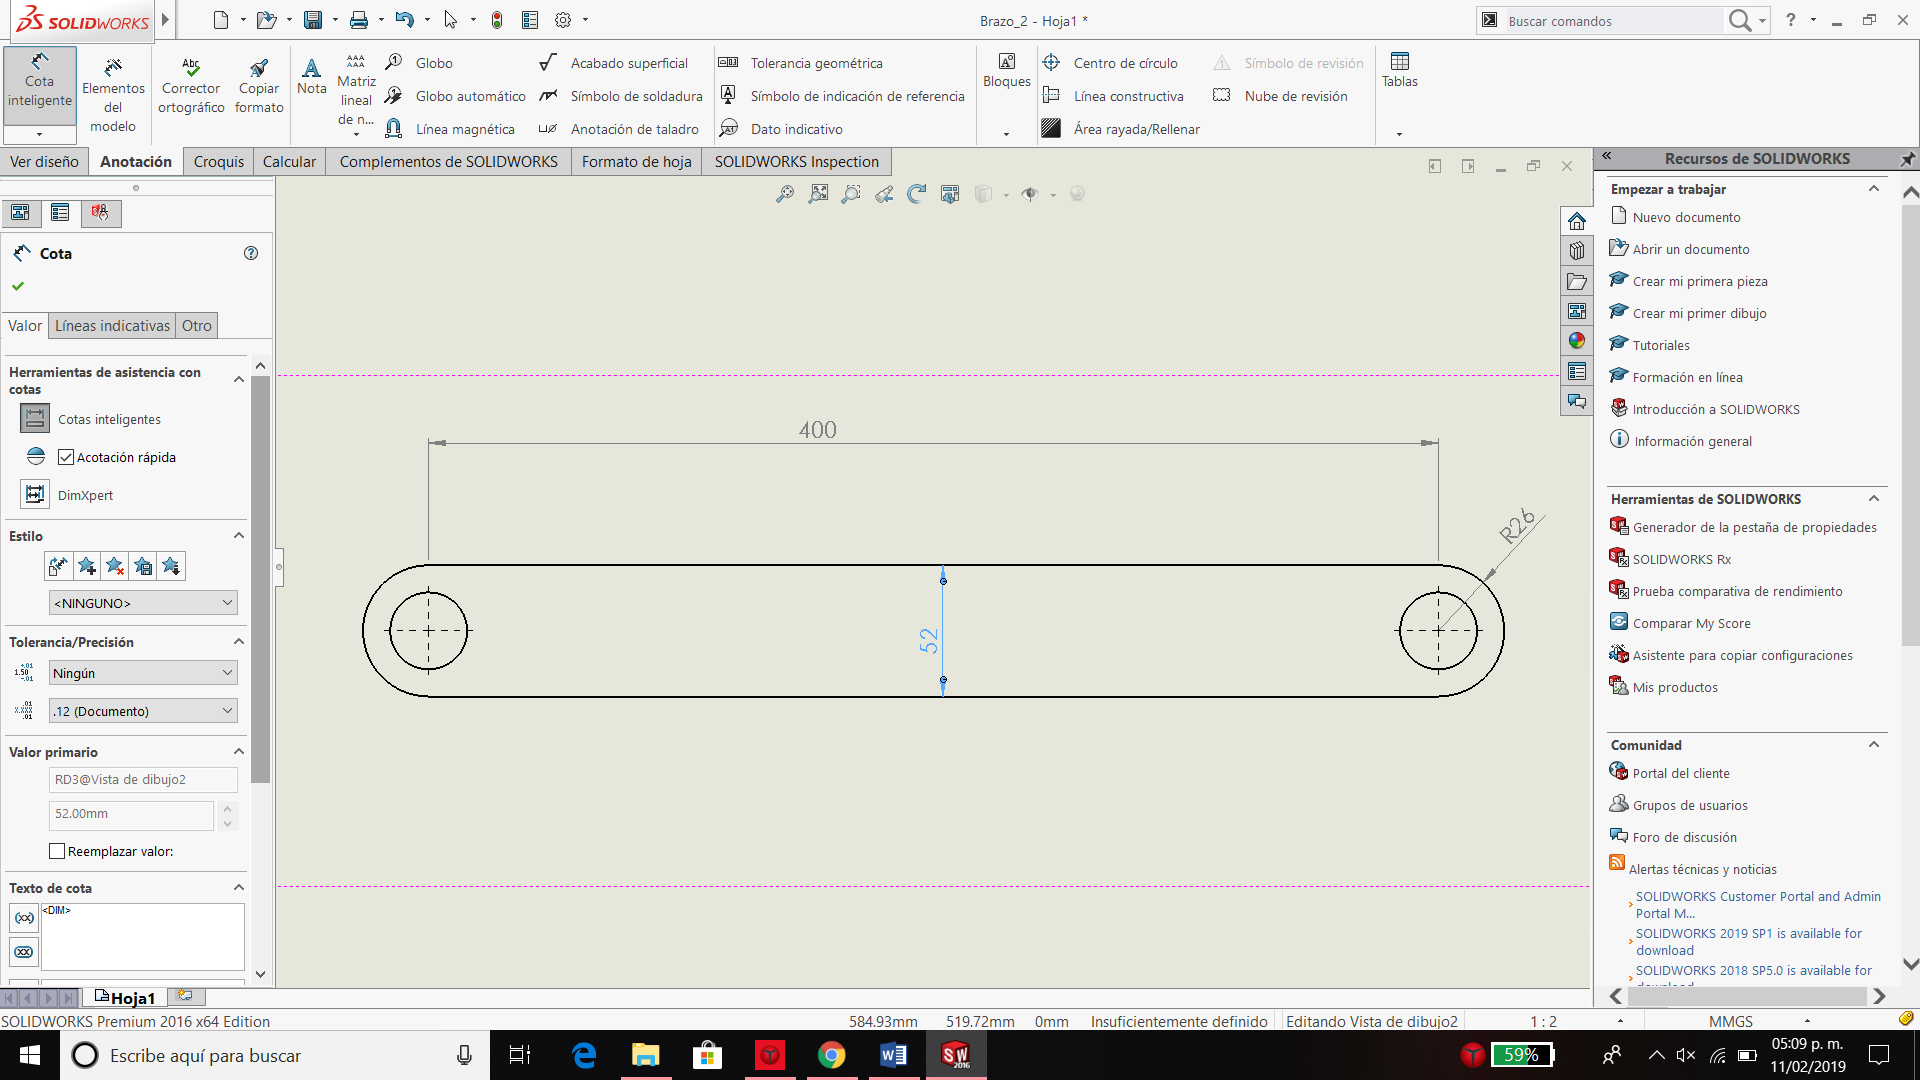 SOLIDWORKS
Brazo_2 - Hoja1 *
Buscar comandos
Cota inteligente
Elementos del modelo
Abc
Corrector ortográfico
Copiar formato
Nota
Matriz lineal de n...
Globo
Globo automático
Línea magnética
Acabado superficial
Símbolo de soldadura
Anotación de taladro
Tolerancia geométrica
Símbolo de indicación de referencia
Dato indicativo
Bloques
Centro de círculo
Línea constructiva
Área rayada/Rellenar
Símbolo de revisión
Nube de revisión
Tablas
Ver diseño
Anotación
Croquis
Calcular
Complementos de SOLIDWORKS
Formato de hoja
SOLIDWORKS Inspection
Cota
Valor
Líneas indicativas
Otro
Herramientas de asistencia con
cotas
Cotas inteligentes
Acotación rápida
DimXpert
Estilo
<NINGUNO>
Tolerancia/Precisión
Ningún
.12 (Documento)
Valor primario
RD3@Vista de dibujo2
52.00mm
Reemplazar valor:
Texto de cota
<DIM>
400
R26
52
Recursos de SOLIDWORKS
Empezar a trabajar
Nuevo documento
Abrir un documento
Crear mi primera pieza
Crear mi primer dibujo
Tutoriales
Formación en línea
Introducción a SOLIDWORKS
Información general
Herramientas de SOLIDWORKS
Generador de la pestaña de propiedades
SOLIDWORKS Rx
Prueba comparativa de rendimiento
Comparar My Score
Asistente para copiar configuraciones
Mis productos
Comunidad
Portal del cliente
Grupos de usuarios
Foro de discusión
Alertas técnicas y noticias
SOLIDWORKS Customer Portal and Admin
Portal M...
SOLIDWORKS 2019 SP1 is available for
download
SOLIDWORKS 2018 SP5.0 is available for
Hoja1
SOLIDWORKS Premium 2016 x64 Edition
584.93mm
519.72mm
0mm
Insuficientemente definido
Editando Vista de dibujo2
1 : 2
MMGS
Escribe aquí para buscar
SW
2016
59%
05:09 p. m.
11/02/2019